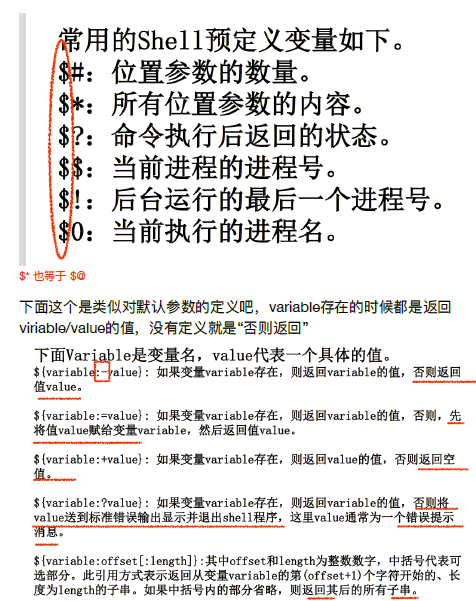 常用的Shell预定义变量如下。
$#：位置参数的数量。
$*：所有位置参数的内容。
$?：命令执行后返回的状态。
$$：当前进程的进程号。
$!：后台运行的最后一个进程号。
$0：当前执行的进程名。
$* 也等于 $@
下面这个是类似对默认参数的定义吧，variable存在的时候都是返回
viriable/value的值，没有定义就是“否则返回”
下面Variable是变量名，value代表一个具体的值。
${variable:-value}: 如果变量variable存在，则返回variable的值，否则返回
值value。
${variable:=value}: 如果变量variable存在，则返回variable的值，否则，先
将值value赋给变量variable，然后返回值value。
${variable:+value}: 如果变量variable存在，则返回value的值，否则返回空
值。
${variable:?value}: 如果变量variable存在，则返回variable的值，否则将
value送到标准错误输出显示并退出shell程序，这里value通常为一个错误提示
消息。
${variable:offset[:length]}:其中offset和length为整数数字，中括号代表可
选部分。此引用方式表示返回从变量variable的第(offset+1)个字符开始的、长
度为length的子串。如果中括号内的部分省略，则返回其后的所有子串。